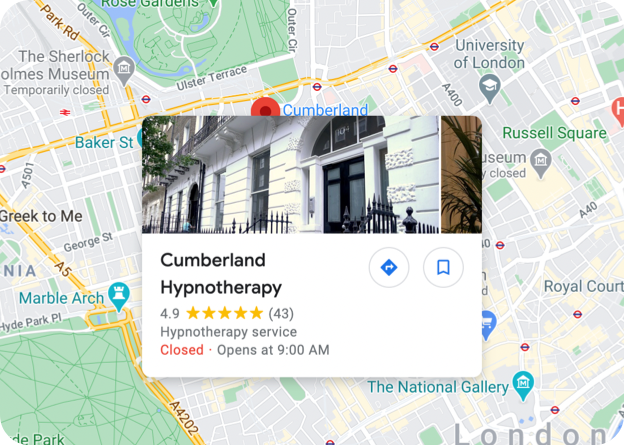 Rose Gardens
Park Rd
Outer Cir
Outer Cir
The Sherlock
olmes Museum
Temporarily closed
Ulster Terrace
University
of London
A400
Cumberland
Baker St
Russell Square
useum
y closed
A501
Greek to Me
A40
George St
NIA
A5
Marble Arch
Hyde Park Pl
Royal Court
Cumberland
Hypnotherapy
4.9 ★★★★★ (43)
Hypnotherapy service
Closed · Opens at 9:00 AM
The National Gallery
A4202
yde Park
London